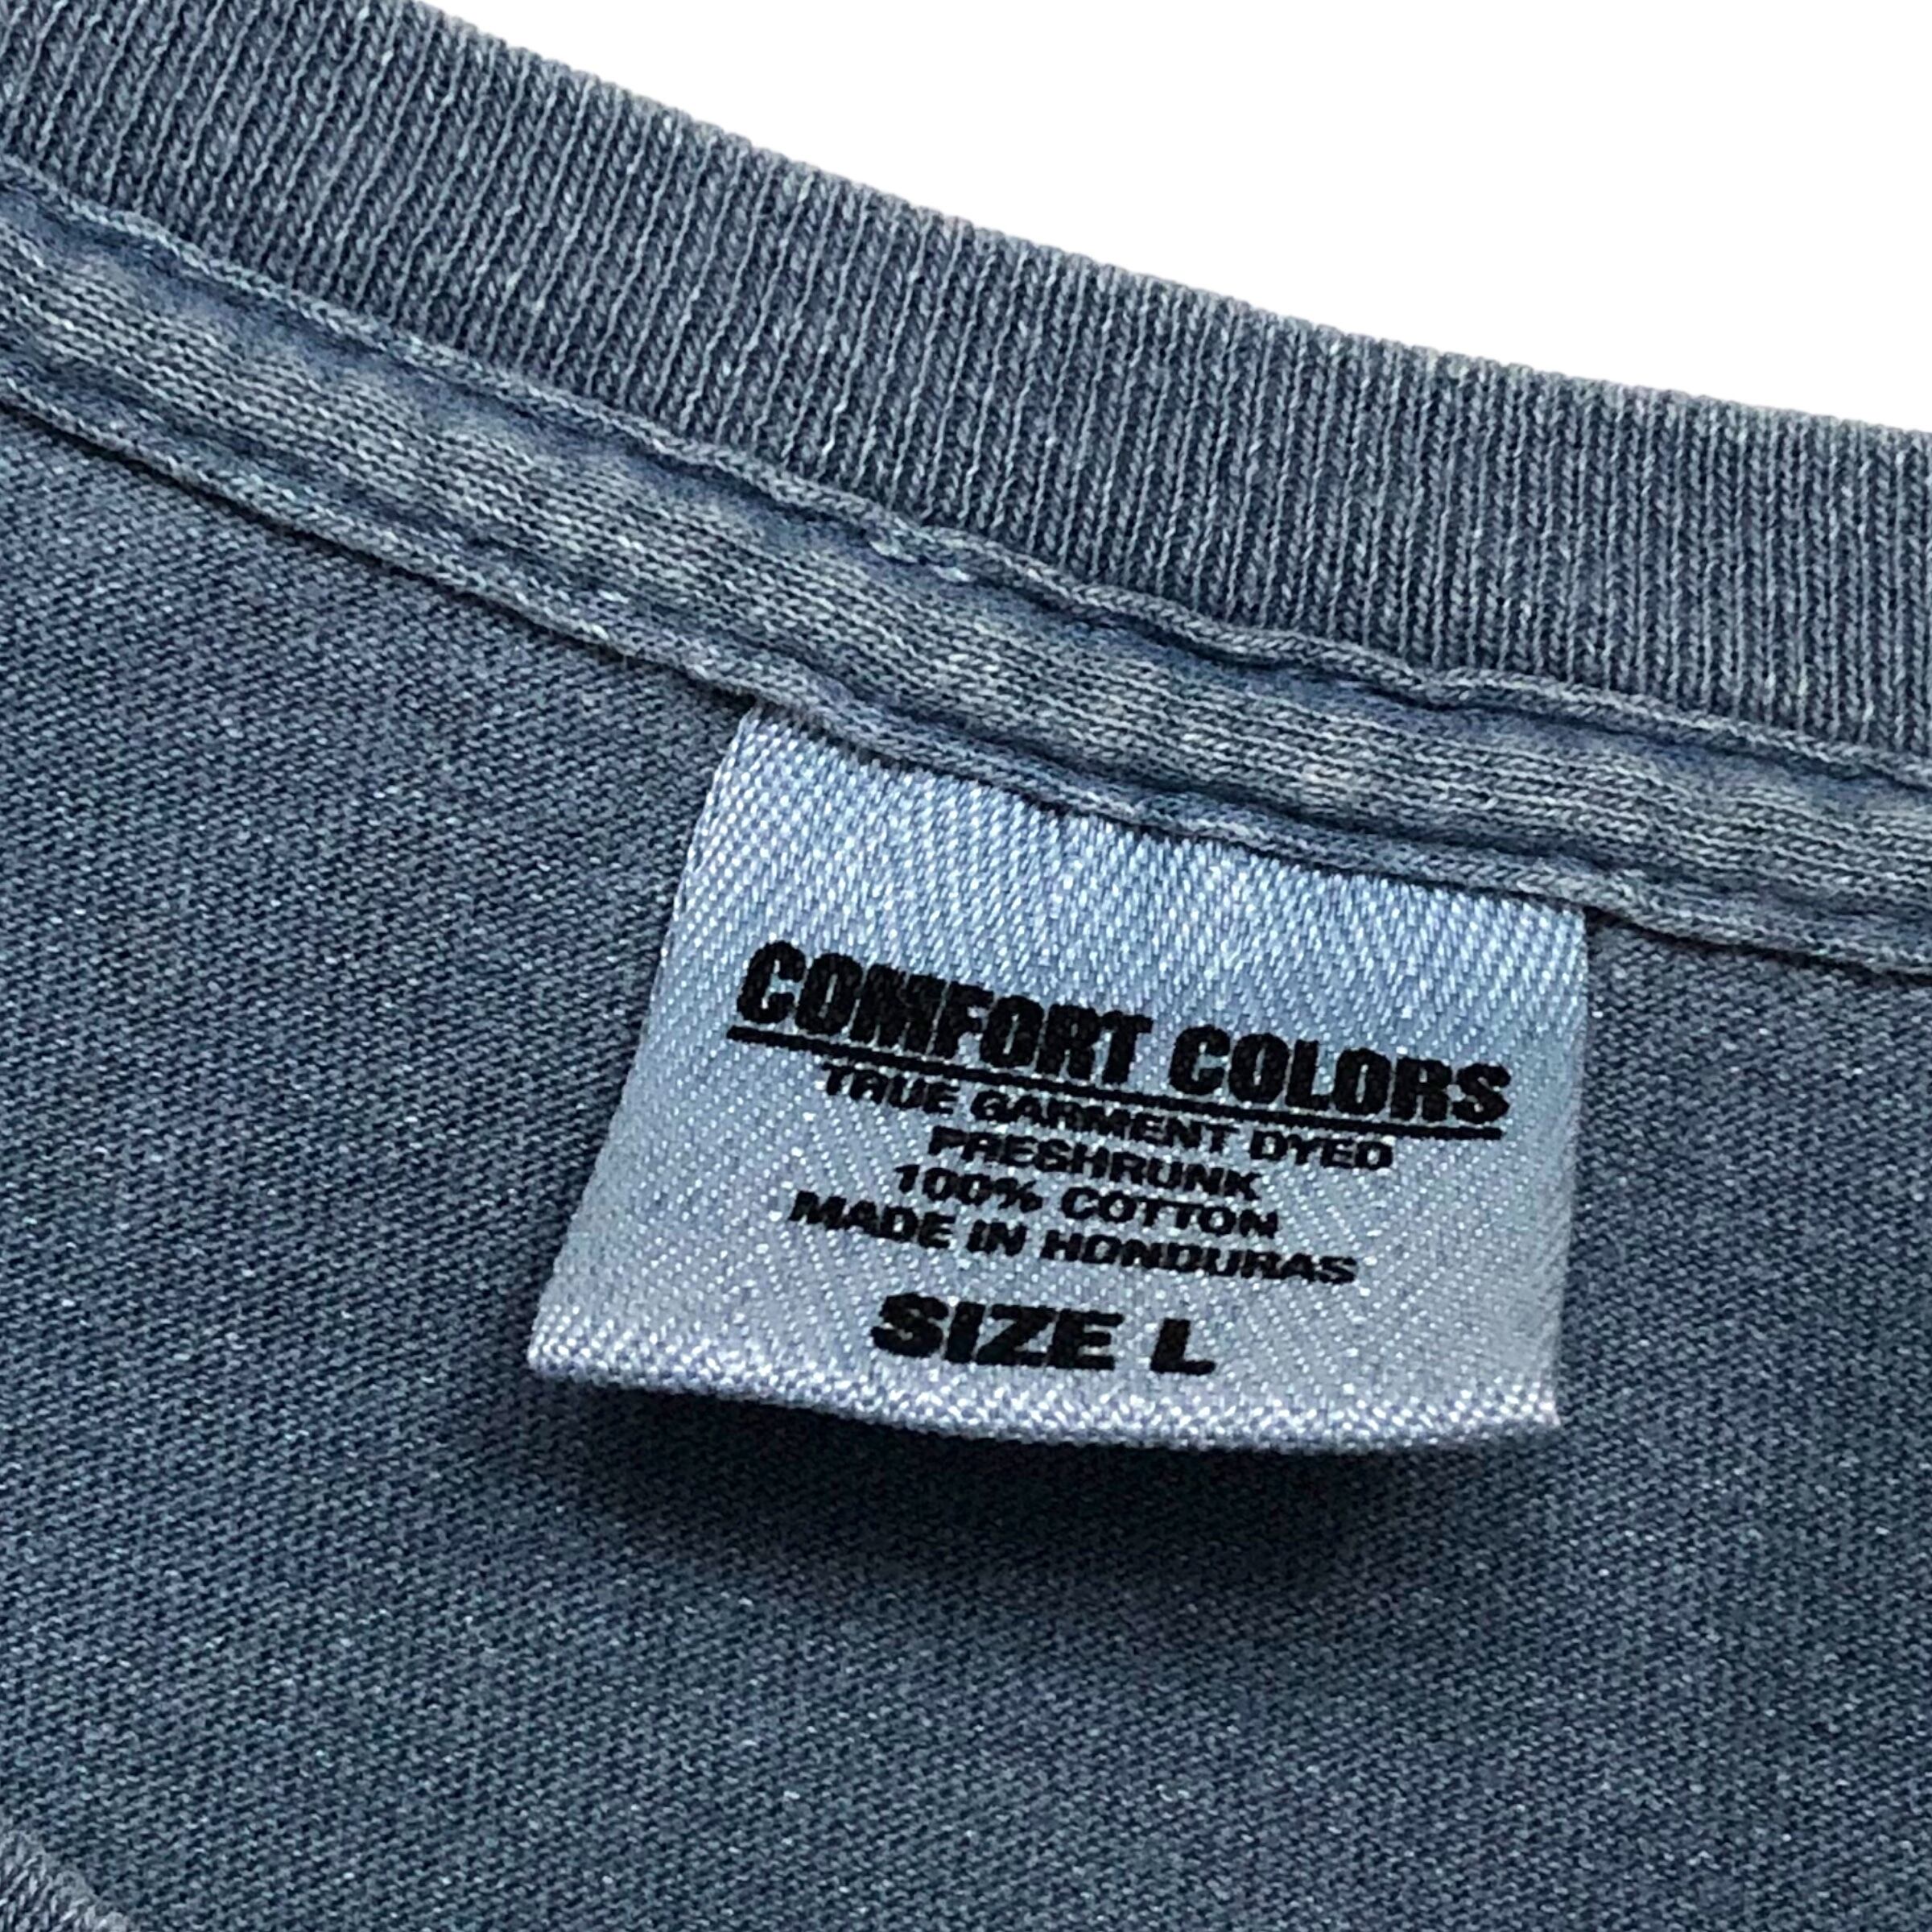 COMFORT COLORS
TRUE GARMENT DYED
PRESHRUNK
100% COTTON
MADE IN HONDURAS
SIZE L